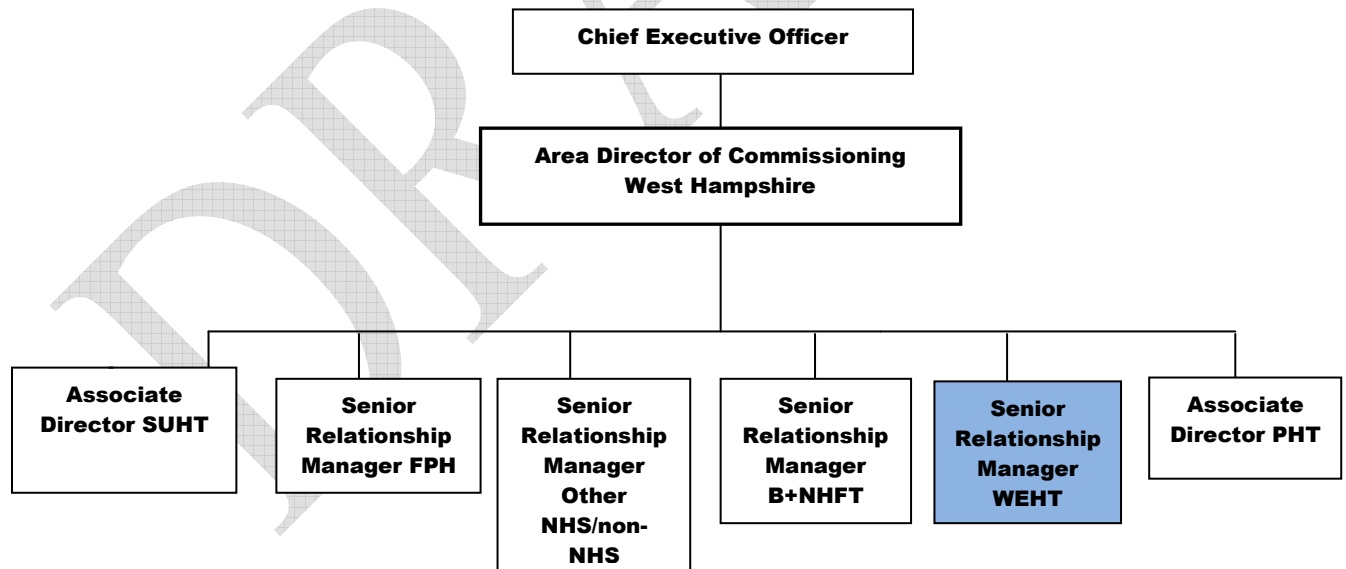 Chief Executive Officer
Area Director of Commissioning
West Hampshire
Associate
Director SUHT
Senior
Relationship
Manager FPH
Senior
Relationship
Manager
Other
NHS/non-
NHS
Senior
Relationship
Manager
B+NHFT
Senior
Relationship
Manager
WEHT
Associate
Director PHT